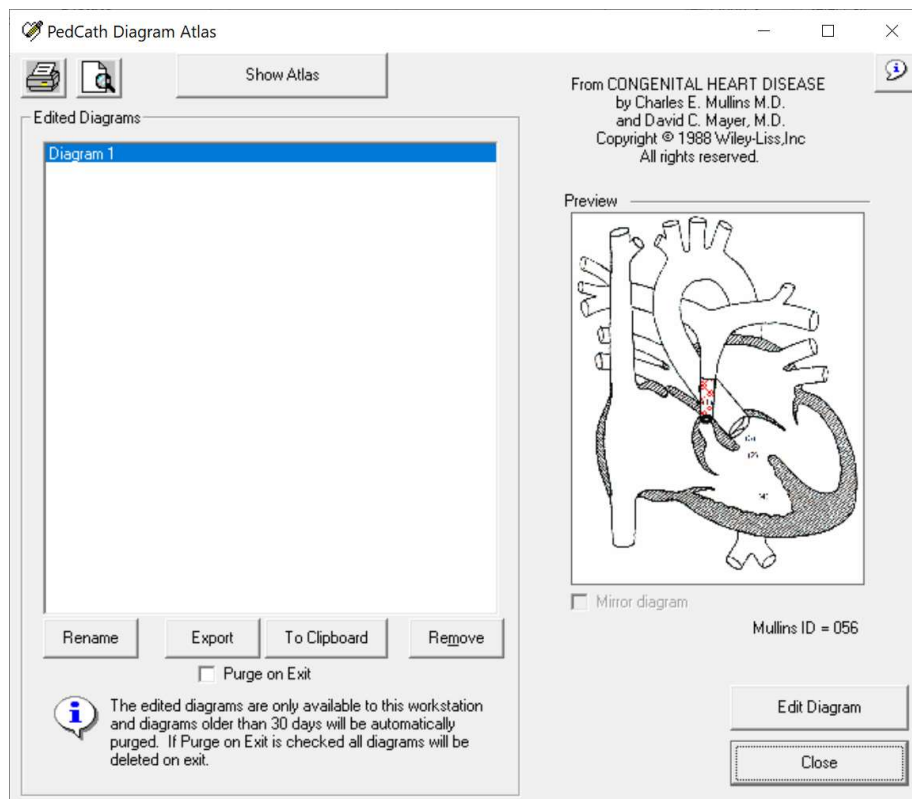 PedCath Diagram Atlas
Show Atlas
From CONGENITAL HEART DISEASE
by Charles E. Mullins M.D.
and David C. Mayer, M.D.
Copyright © 1988 Wiley-Liss,Inc
All rights reserved.
Edited Diagrams
Diagram 1
Preview
Mirror diagram
Mullins ID = 056
Rename
Export
To Clipboard
Remove
Purge on Exit
The edited diagrams are only available to this workstation
and diagrams older than 30 days will be automatically
purged. If Purge on Exit is checked all diagrams will be
deleted on exit.
Edit Diagram
Close